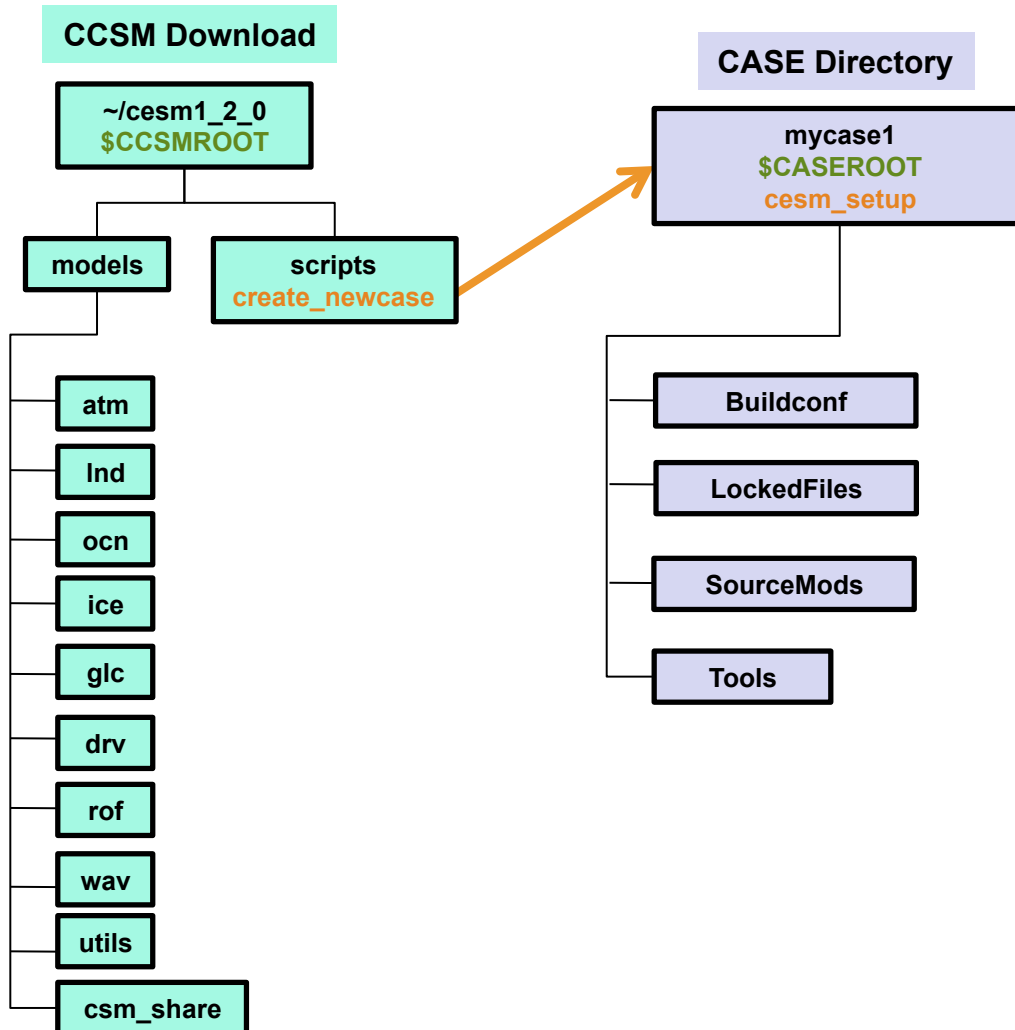 CCSM Download
~/cesm1_2_0
$CCSMROOT
models
scripts
create_newcase
atm
lnd
ocn
ice
glc
drv
rof
wav
utils
csm_share
CASE Directory
mycase1
$CASEROOT
cesm_setup
Buildconf
LockedFiles
SourceMods
Tools